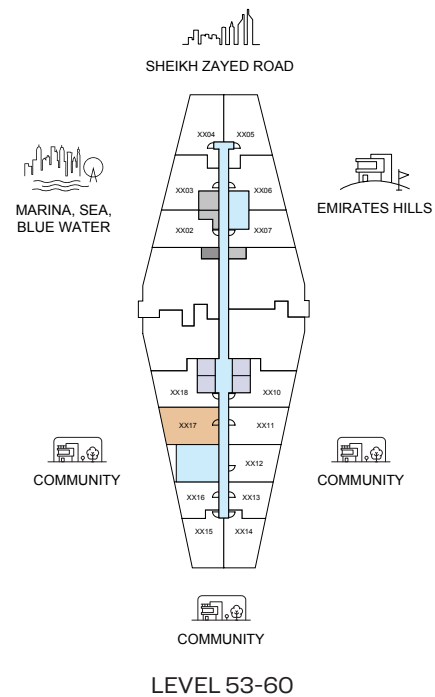 SHEIKH ZAYED ROAD
XX04 XX05
MARINA, SEA,
BLUE WATER
XX03 XX06
EMIRATES HILLS
XX02 XX07
XX18 XX10
XX17 XX11
COMMUNITY
XX12
COMMUNITY
XX16 XX13
XX15 XX14
COMMUNITY
LEVEL 53-60